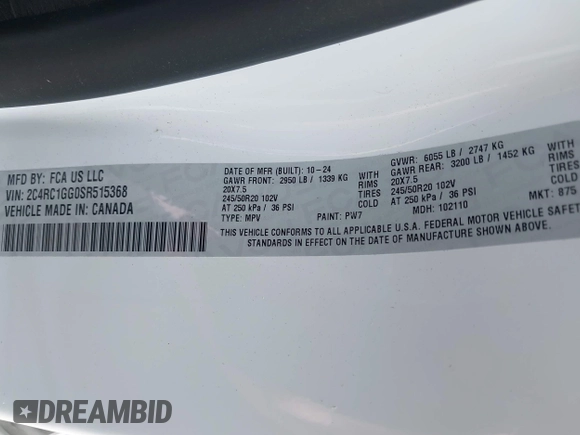 MFD BY: FCA US LLC
VIN: 2C4RC1GG0SR515368
VEHICLE MADE IN: CANADA
DATE OF MFR (BUILT): 10-24
GAWR FRONT: 2950 LB / 1339 KG WITH
20X7.5 RIMS
245/50R20 102V TIRES
AT 250 kPa / 36 PSI COLD
TYPE: MPV PAINT: PW7
GVWR: 6055 LB / 2747 KG
GAWR REAR: 3200 LB / 1452 KG WITH
20X7.5 RIMS
245/50R20 102V TIRES
AT 250 kPa / 36 PSI COLD
MDH: 102110 MKT: B75
THIS VEHICLE CONFORMS TO ALL APPLICABLE U.S.A. FEDERAL MOTOR VEHICLE SAFET
STANDARDS IN EFFECT ON THE DATE OF MANUFACTURE SHOWN ABOVE.
DREAMBID